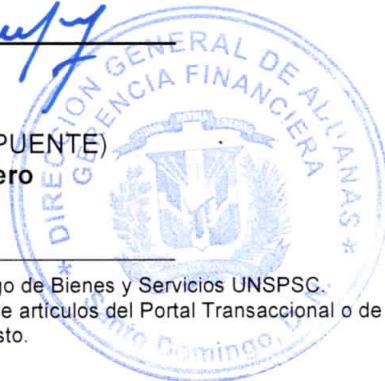 DIRECCION GENERAL DE ADUANAS
GERENCIA FINANCIERA
PUENTE)
ero
go de Bienes y Servicios UNSPSC.
e articulos del Portal Transaccional o de
sto.
* Santo Domingo, D. N. *